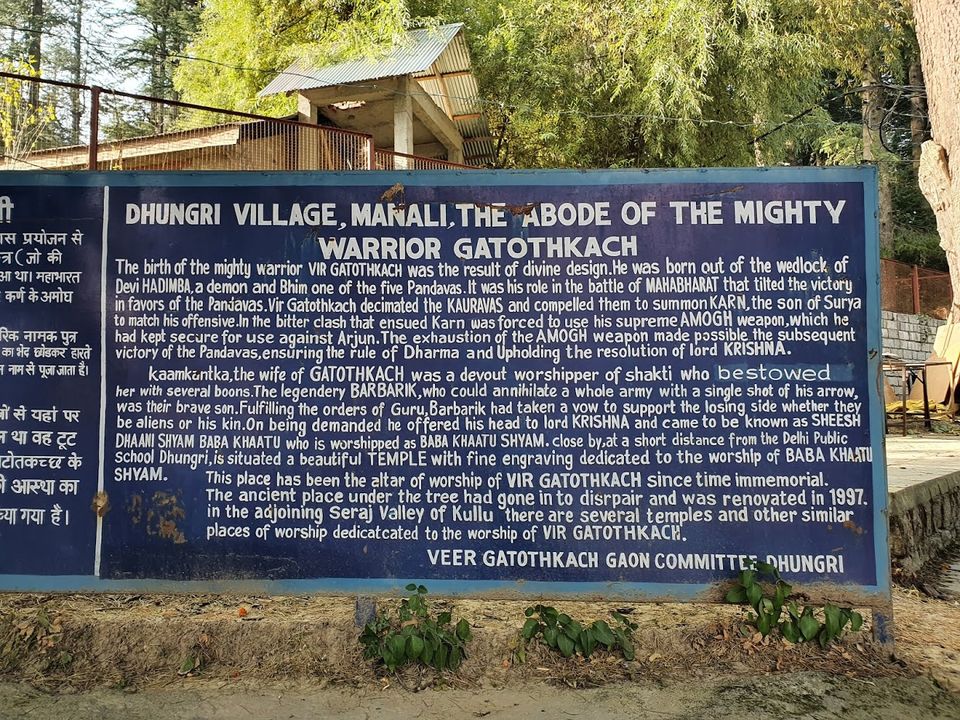 ी
ास प्रयोजन से
त्र (जो की
आ था। महाभारत
कर्ण के अमोघ
रिक नामक पुत्र
का भेद छोडकर हारते
नाम से पूजा जाता है।
ओं से यहां पर
न था वह टूट
टोतकच्छ के
ी आस्था का
या गया है।
DHUNGRI VILLAGE, MANALI, THE ABODE OF THE MIGHTY
WARRIOR GATOTHKACH
The birth of the mighty warrior VIR GATOTHKACH was the result of divine design. He was born out of the wedlock of
Devi HADIMBA, a demon and Bhim one of the five Pandavas. It was his role in the battle of MAHABHARAT that tilted the victory
in favors of the Pandavas. Vir Gatothkach decimated the KAURAVAS and compelled them to summon KARN, the son of Surya
to match his offensive. In the bitter clash that ensued Karn was forced to use his supreme AMOGH weapon, which he
had kept secure for use against Arjun. The exhaustion of the AMOGH weapon made possible the subsequent
victory of the Pandavas, ensuring the rule of Dharma and Upholding the resolution of lord KRISHNA.
kaamkantka, the wife of GATOTHKACH was a devout worshipper of shakti who bestowed
her with several boons. The legendery BARBARIK, who could annihilate a whole army with a single shot of his arrow,
was their brave son. Fulfilling the orders of Guru, Barbarik had taken a vow to support the losing side whether they
be aliens or his kin. On being demanded he offered his head to lord KRISHNA and came to be known as SHEESH
DHAANI SHYAM BABA KHAATU who is worshipped as BABA KHAATU SHYAM. close by, at a short distance from the Delhi Public
School Dhungri, is situated a beautiful TEMPLE with fine engraving dedicated to the worship of BABA KHAATU
SHYAM.
This place has been the altar of worship of VIR GATOTHKACH since time immemorial.
The ancient place under the tree had gone in to disrpair and was renovated in 1997.
in the adjoining Seraj Valley of Kullu there are several temples and other similar
places of worship dedicatcated to the worship of VIR GATOTHKACH.
VEER GATOTHKACH GAON COMMITTEE DHUNGRI